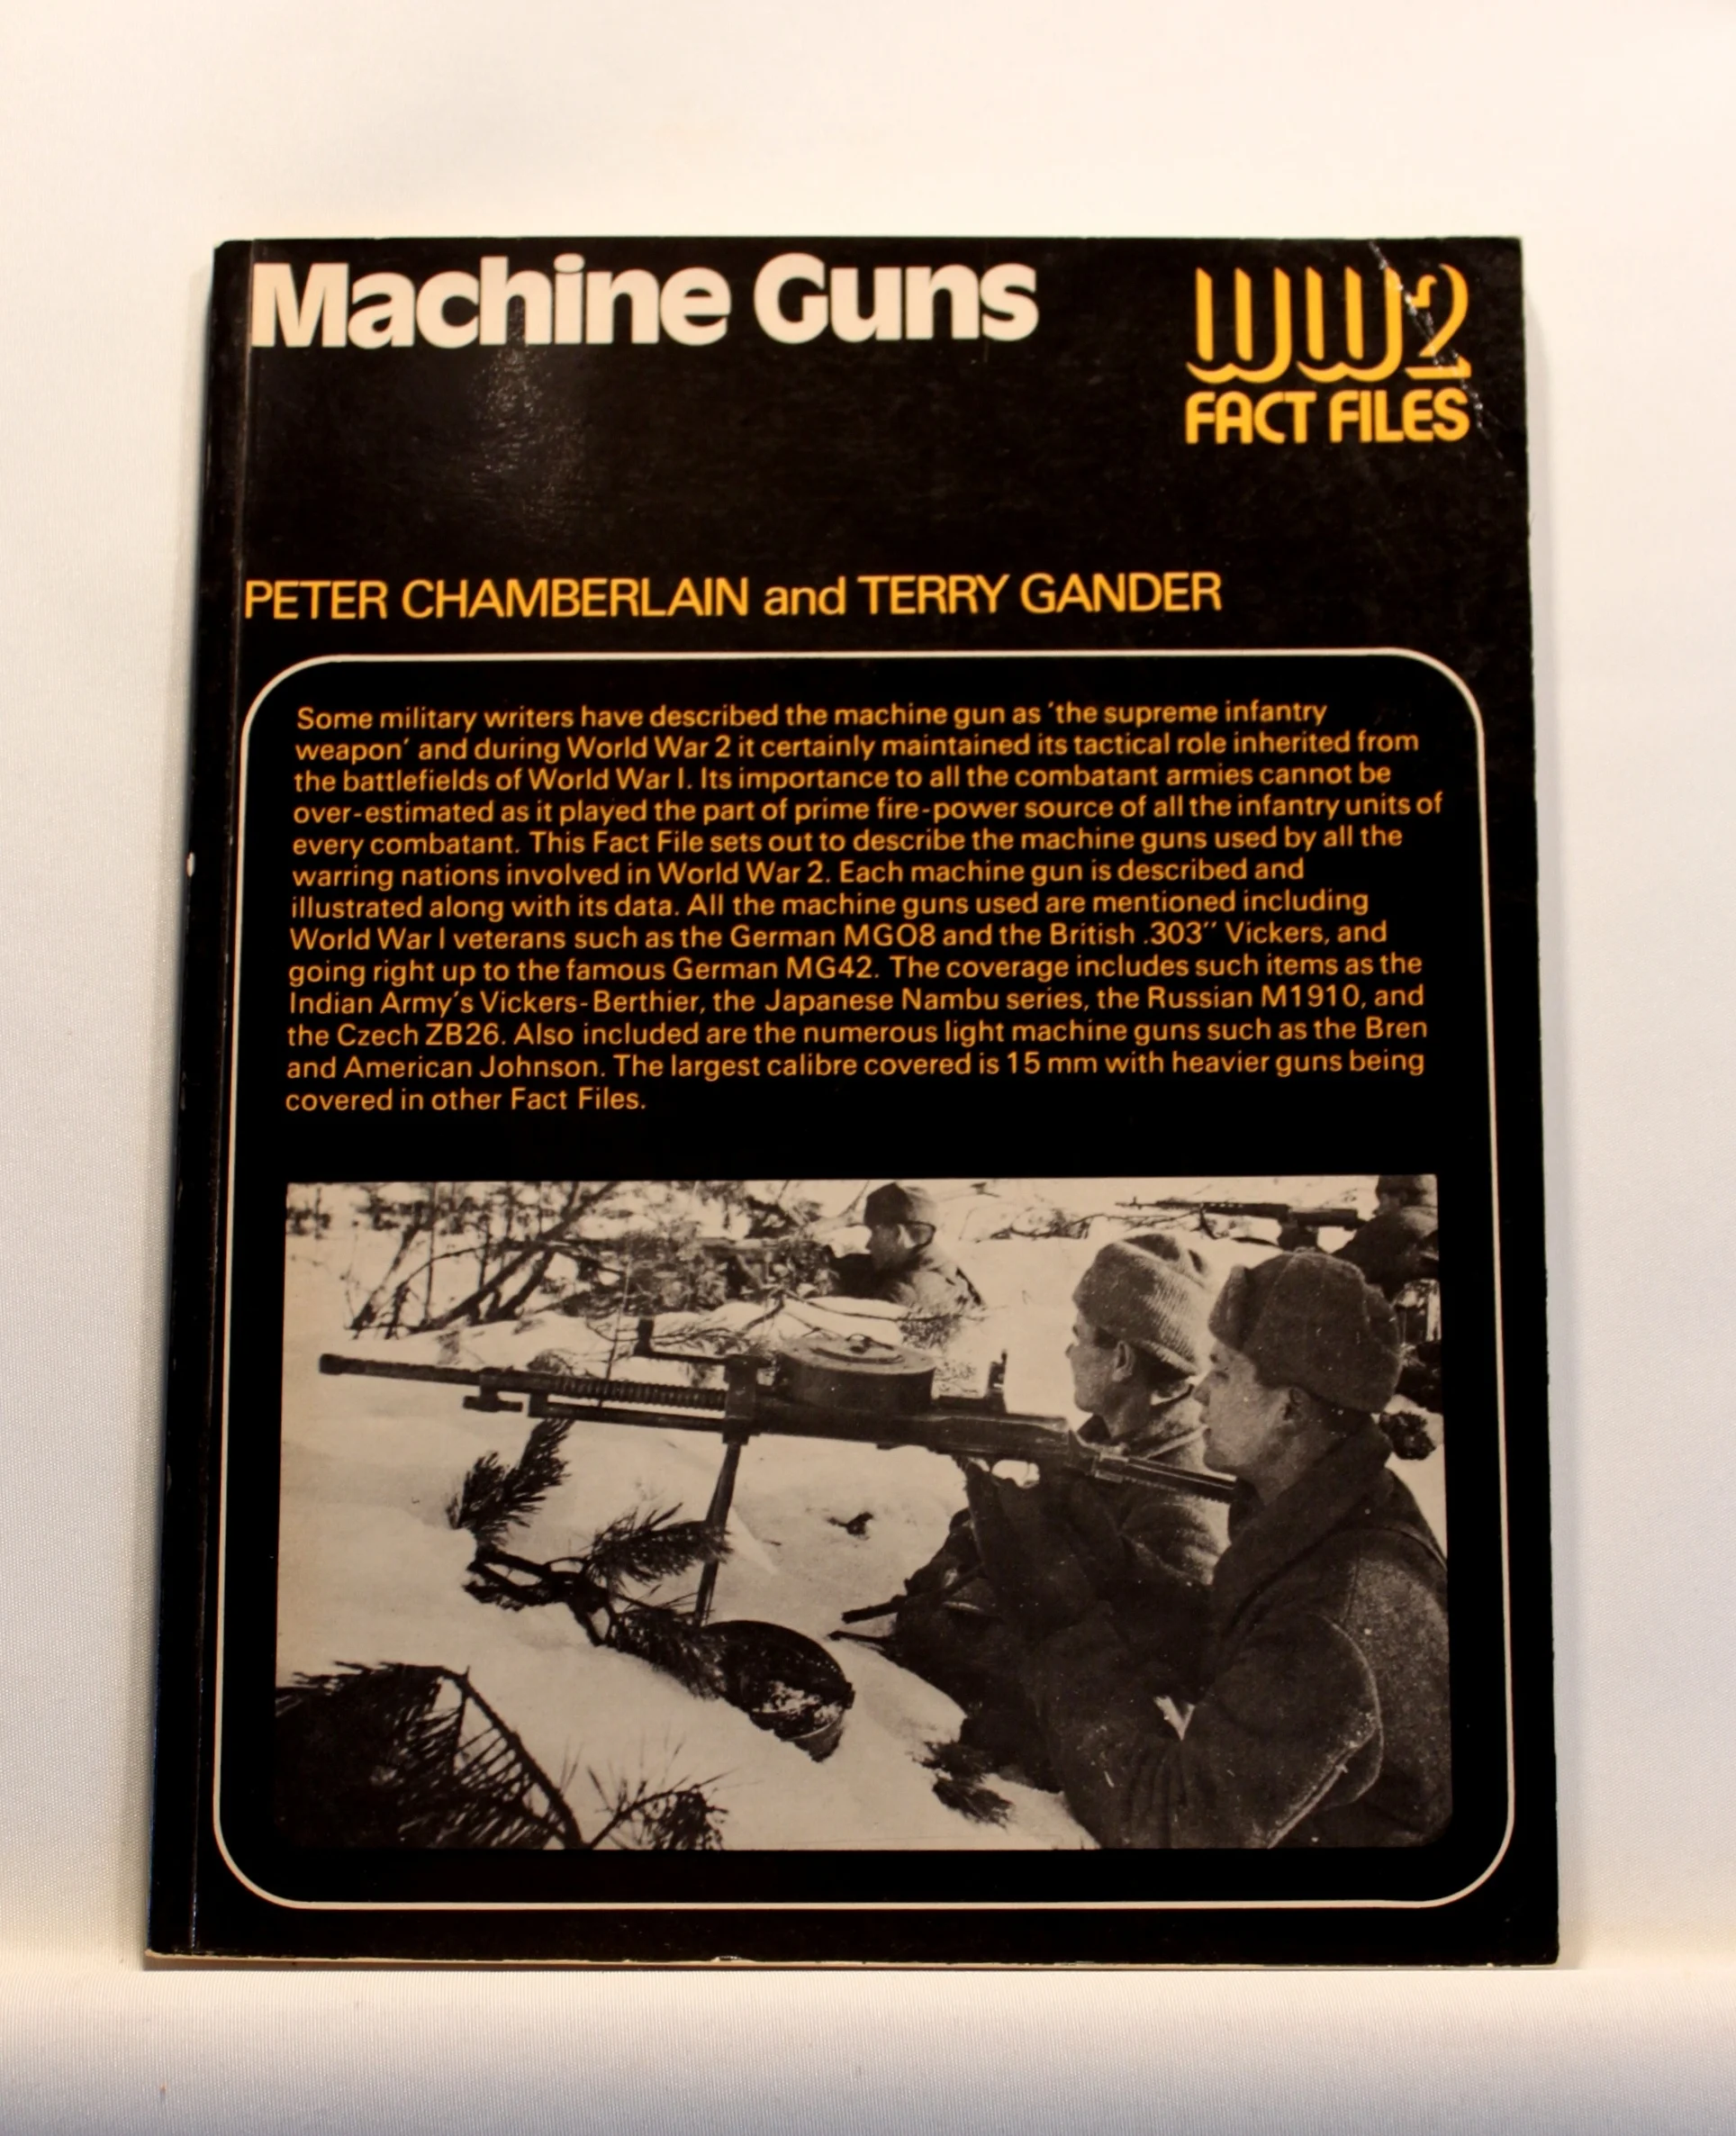 Machine Guns
WW2
FACT FILES
PETER CHAMBERLAIN and TERRY GANDER
Some military writers have described the machine gun as 'the supreme infantry
weapon' and during World War 2 it certainly maintained its tactical role inherited from
the battlefields of World War I. Its importance to all the combatant armies cannot be
over-estimated as it played the part of prime fire-power source of all the infantry units of
every combatant. This Fact File sets out to describe the machine guns used by all the
warring nations involved in World War 2. Each machine gun is described and
illustrated along with its data. All the machine guns used are mentioned including
World War I veterans such as the German MGO8 and the British .303" Vickers, and
going right up to the famous German MG42. The coverage includes such items as the
Indian Army's Vickers-Berthier, the Japanese Nambu series, the Russian M1910, and
the Czech ZB26. Also included are the numerous light machine guns such as the Bren
and American Johnson. The largest calibre covered is 15 mm with heavier guns being
covered in other Fact Files.